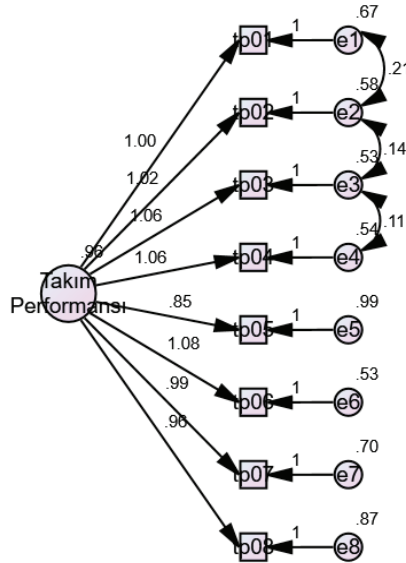 .67
tp01 1 e1
.21
1.00
.58
tp02 1 e2
1.02
.14
.53
tp03 1 e3
1.06
.11
.54
.96
1.06
tp04 1 e4
Takım
Performansı
.85
.99
tp05 1 e5
1.08
.53
tp06 1 e6
.99
.96
.70
tp07 1 e7
.87
tp08 1 e8